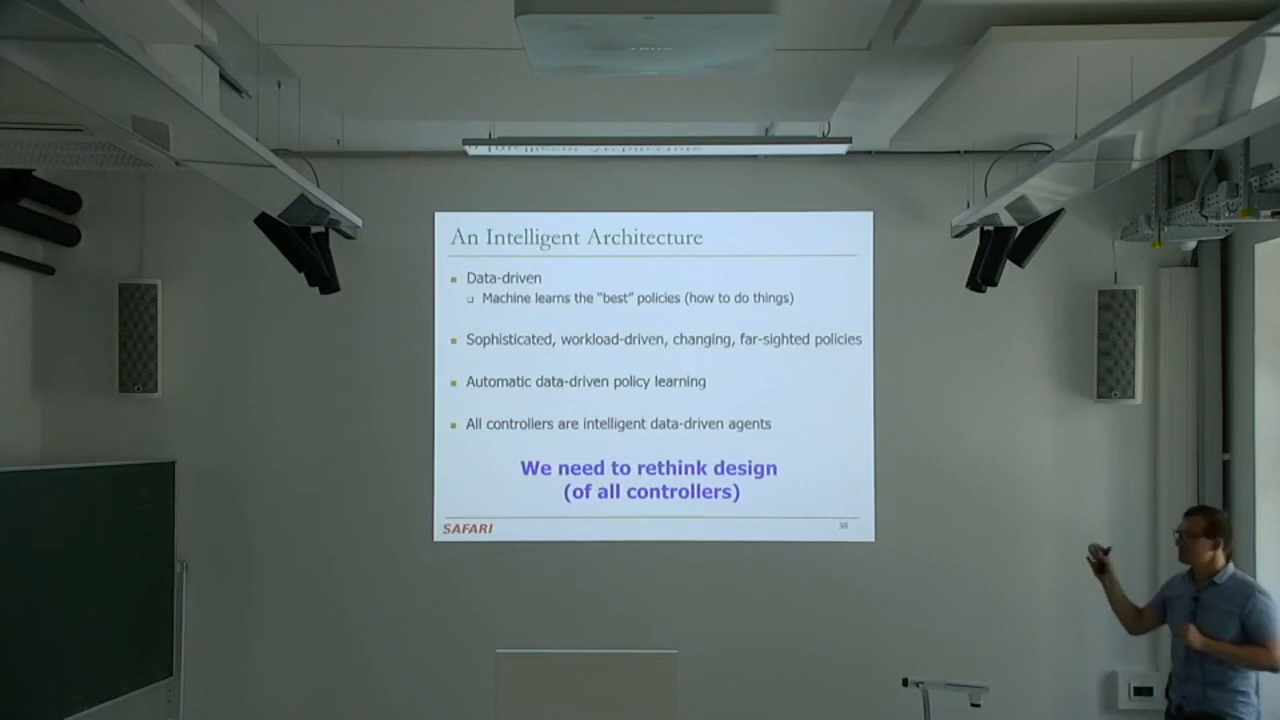 An Intelligent Architecture
Data-driven
Machine learns the “best” policies (how to do things)
Sophisticated, workload-driven, changing, far-sighted policies
Automatic data-driven policy learning
All controllers are intelligent data-driven agents
We need to rethink design
(of all controllers)
SAFARI
38